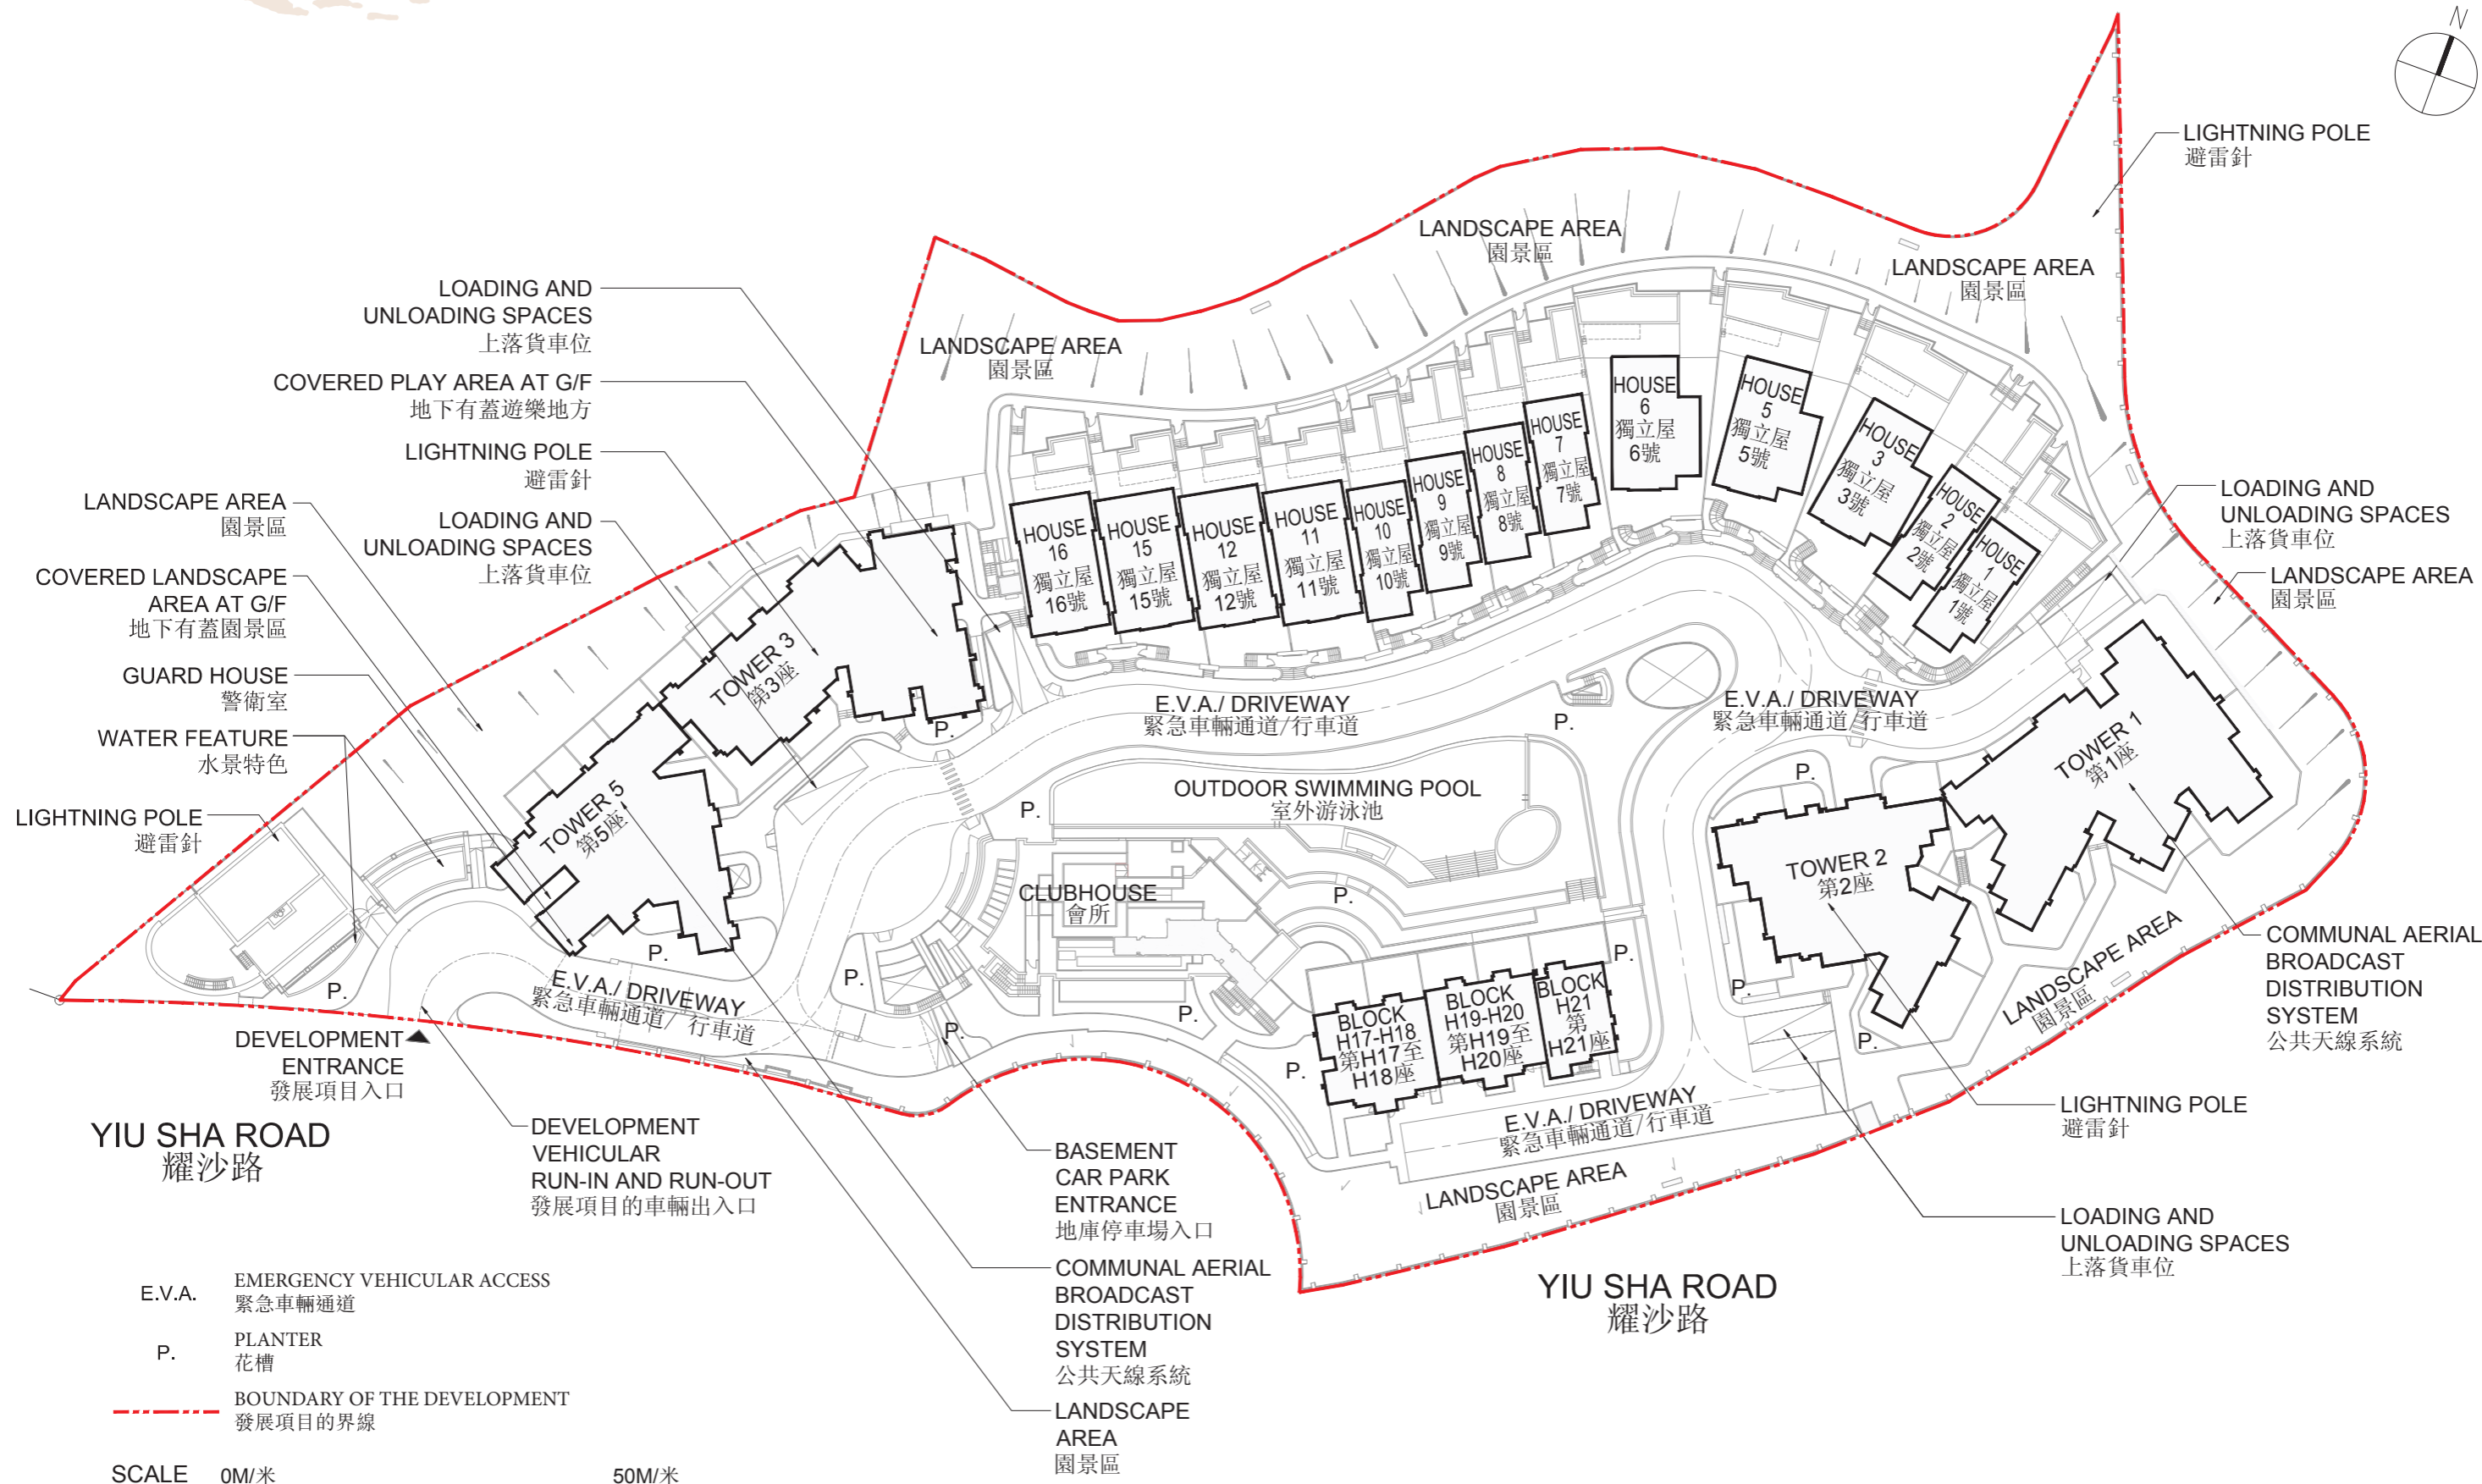 N
LIGHTNING POLE
避雷針
LANDSCAPE AREA
園景區
LANDSCAPE AREA
園景區
LANDSCAPE AREA
園景區
LOADING AND
UNLOADING SPACES
上落貨車位
COVERED PLAY AREA AT G/F
地下有蓋遊樂地方
LIGHTNING POLE
避雷針
LOADING AND
UNLOADING SPACES
上落貨車位
LANDSCAPE AREA
園景區
COVERED LANDSCAPE
AREA AT G/F
地下有蓋園景區
GUARD HOUSE
警衛室
WATER FEATURE
水景特色
LIGHTNING POLE
避雷針
HOUSE
16
獨立屋
16號
HOUSE
15
獨立屋
15號
HOUSE
12
獨立屋
12號
HOUSE
11
獨立屋
11號
HOUSE
10
獨立屋
10號
HOUSE
9
獨立屋
9號
HOUSE
8
獨立屋
8號
HOUSE
7
獨立屋
7號
HOUSE
6
獨立屋
6號
HOUSE
5
獨立屋
5號
HOUSE
3
獨立屋
3號
HOUSE
2
獨立屋
2號
HOUSE
1
獨立屋
1號
LOADING AND
UNLOADING SPACES
上落貨車位
LANDSCAPE AREA
園景區
TOWER 3
第3座
TOWER 5
第5座
P.
E.V.A./ DRIVEWAY
緊急車輛通道/行車道
P.
E.V.A./ DRIVEWAY
緊急車輛通道/行車道
TOWER 1
第1座
P.
OUTDOOR SWIMMING POOL
室外游泳池
P.
TOWER 2
第2座
CLUBHOUSE
會所
P.
P.
P.
P.
P.
P.
E.V.A./ DRIVEWAY
緊急車輛通道/ 行車道
P.
P.
P.
BLOCK
H17-H18
第H17至
H18座
BLOCK
H19-H20
第H19至
H20座
BLOCK
H21
第
H21座
P.
P.
LANDSCAPE AREA
園景區
COMMUNAL AERIAL
BROADCAST
DISTRIBUTION
SYSTEM
公共天線系統
DEVELOPMENT
ENTRANCE
發展項目入口
E.V.A./ DRIVEWAY
緊急車輛通道/行車道
LIGHTNING POLE
避雷針
YIU SHA ROAD
耀沙路
DEVELOPMENT
VEHICULAR
RUN-IN AND RUN-OUT
發展項目的車輛出入口
BASEMENT
CAR PARK
ENTRANCE
地庫停車場入口
LANDSCAPE AREA
園景區
LOADING AND
UNLOADING SPACES
上落貨車位
COMMUNAL AERIAL
BROADCAST
DISTRIBUTION
SYSTEM
公共天線系統
YIU SHA ROAD
耀沙路
LANDSCAPE
AREA
園景區
E.V.A. EMERGENCY VEHICULAR ACCESS
緊急車輛通道
P. PLANTER
花槽
BOUNDARY OF THE DEVELOPMENT
發展項目的界線
SCALE 0M/米 50M/米